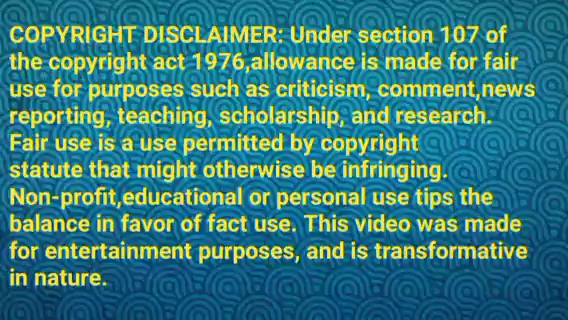 COPYRIGHT DISCLAIMER: Under section 107 of
the copyright act 1976,allowance is made for fair
use for purposes such as criticism, comment,news
reporting, teaching, scholarship, and research.
Fair use is a use permitted by copyright
statute that might otherwise be infringing.
Non-profit,educational or personal use tips the
balance in favor of fact use. This video was made
for entertainment purposes, and is transformative
in nature.